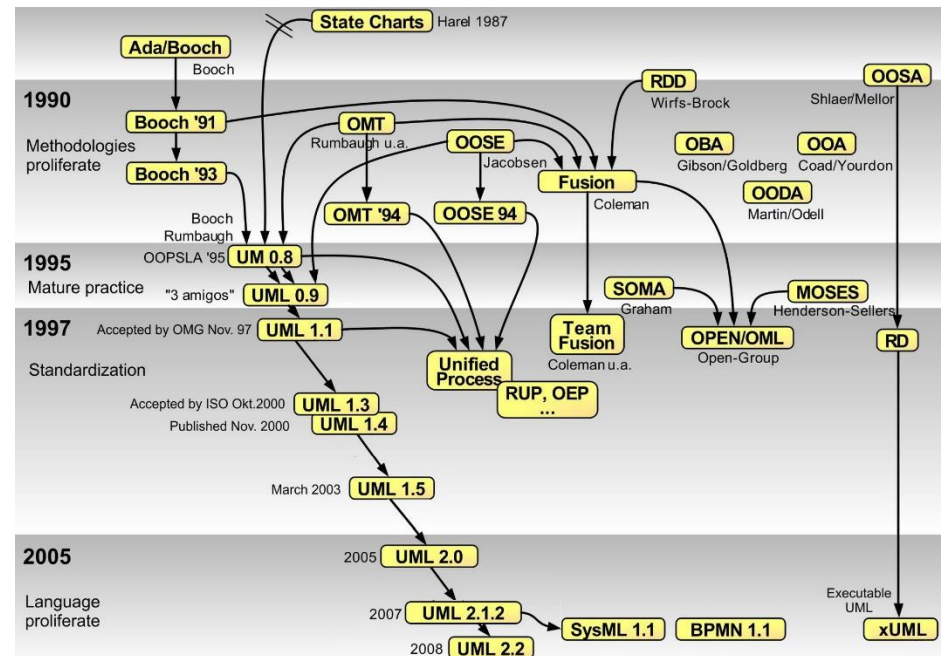 State Charts
Harel 1987
Ada/Booch
Booch
1990
Methodologies
proliferate
RDD
Wirfs-Brock
OOSA
Shlaer/Mellor
Booch '91
OMT
Rumbaugh u.a.
OOSE
Jacobsen
OBA
Gibson/Goldberg
OOA
Coad/Yourdon
Booch '93
Fusion
Coleman
OODA
Martin/Odell
OMT '94
OOSE 94
Booch
Rumbaugh
OOPSLA '95
UM 0.8
1995
Mature practice
"3 amigos"
UML 0.9
SOMA
Graham
MOSES
Henderson-Sellers
1997
Standardization
Accepted by OMG Nov. 97
UML 1.1
Team
Fusion
Coleman u.a.
OPEN/OML
Open-Group
RD
Unified
Process
RUP, OEP
...
Accepted by ISO Okt.2000
UML 1.3
Published Nov. 2000
UML 1.4
March 2003
UML 1.5
2005
Language
proliferate
2005
UML 2.0
2007
UML 2.1.2
2008
UML 2.2
SysML 1.1
BPMN 1.1
Executable
UML
xUML